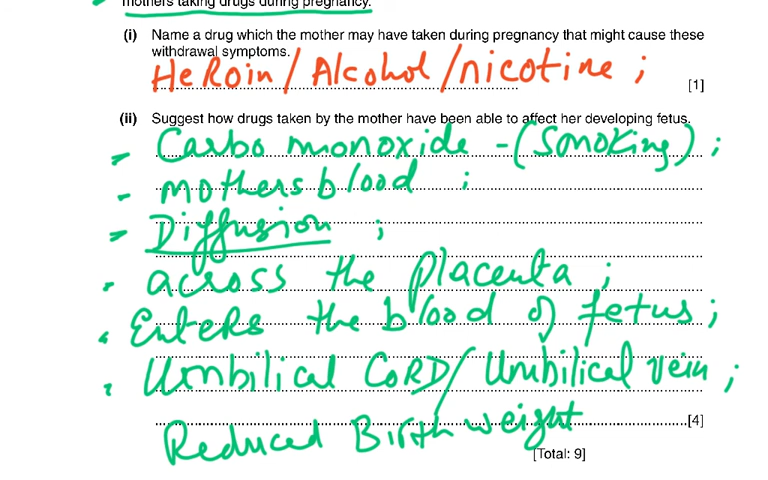 mothers taking drugs during pregnancy.
(i) Name a drug which the mother may have taken during pregnancy that might cause these
withdrawal symptoms.
Heroin / Alcohol / nicotine ;
[1]
(ii) Suggest how drugs taken by the mother have been able to affect her developing fetus.
- Carbo monoxide - (Smoking) ;
- mothers blood ;
- Diffusion ;
- across the placenta ;
- Enters the blood of fetus ;
- Umbilical CORD / Umbilical vein ;
Reduced Birth weight [4]
[Total: 9]